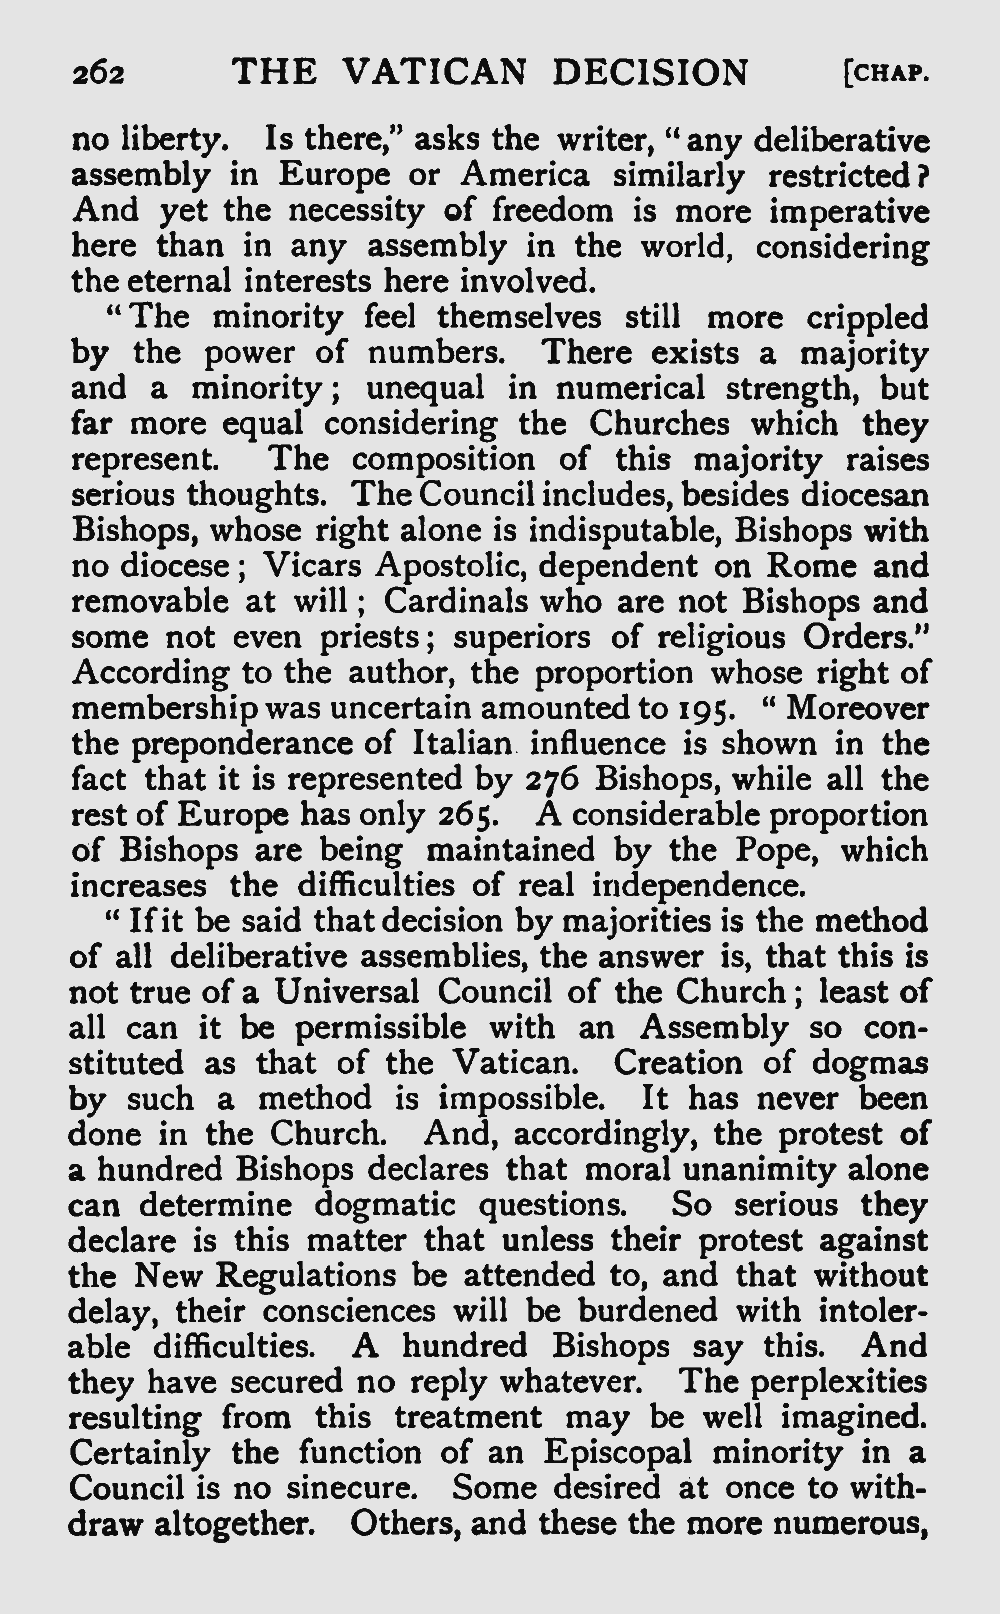 262 THE VATICAN DECISION [CHAP.
no liberty. Is there,” asks the writer, “any deliberative
assembly in Europe or America similarly restricted?
And yet the necessity of freedom is more imperative
here than in any assembly in the world, considering
the eternal interests here involved.
“The minority feel themselves still more crippled
by the power of numbers. There exists a majority
and a minority; unequal in numerical strength, but
far more equal considering the Churches which they
represent. The composition of this majority raises
serious thoughts. The Council includes, besides diocesan
Bishops, whose right alone is indisputable, Bishops with
no diocese; Vicars Apostolic, dependent on Rome and
removable at will; Cardinals who are not Bishops and
some not even priests; superiors of religious Orders.”
According to the author, the proportion whose right of
membership was uncertain amounted to 195. “Moreover
the preponderance of Italian influence is shown in the
fact that it is represented by 276 Bishops, while all the
rest of Europe has only 265. A considerable proportion
of Bishops are being maintained by the Pope, which
increases the difficulties of real independence.
“If it be said that decision by majorities is the method
of all deliberative assemblies, the answer is, that this is
not true of a Universal Council of the Church; least of
all can it be permissible with an Assembly so con-
stituted as that of the Vatican. Creation of dogmas
by such a method is impossible. It has never been
done in the Church. And, accordingly, the protest of
a hundred Bishops declares that moral unanimity alone
can determine dogmatic questions. So serious they
declare is this matter that unless their protest against
the New Regulations be attended to, and that without
delay, their consciences will be burdened with intoler-
able difficulties. A hundred Bishops say this. And
they have secured no reply whatever. The perplexities
resulting from this treatment may be well imagined.
Certainly the function of an Episcopal minority in a
Council is no sinecure. Some desired at once to with-
draw altogether. Others, and these the more numerous,